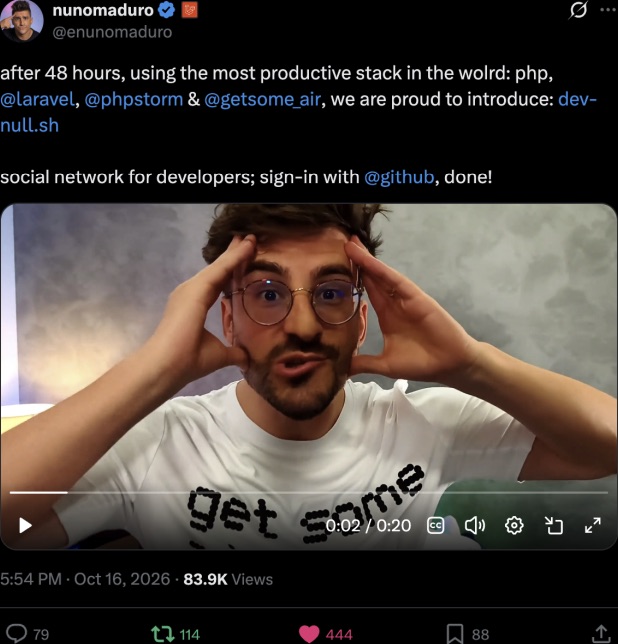 nunomaduro
@enunomaduro
after 48 hours, using the most productive stack in the wolrd: php,
@laravel, @phpstorm & @getsome_air, we are proud to introduce: dev-
null.sh
social network for developers; sign-in with @github, done!
get some
0:02 / 0:20
CC
5:54 PM · Oct 16, 2026 · 83.9K Views
79
114
444
88